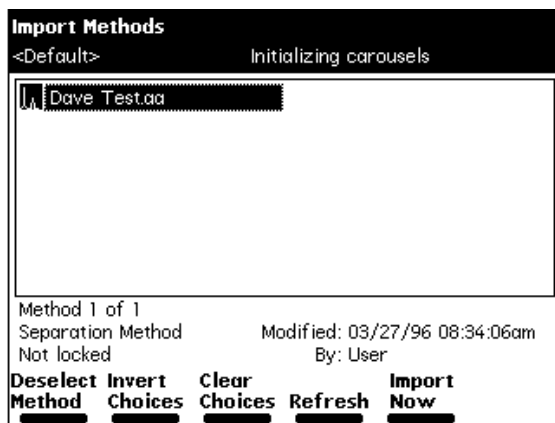 Import Methods
<Default> Initializing carousels
Dave Test.aa
Method 1 of 1
Separation Method Modified: 03/27/96 08:34:06am
Not locked By: User
Deselect Invert Clear Import
Method Choices Choices Refresh Now